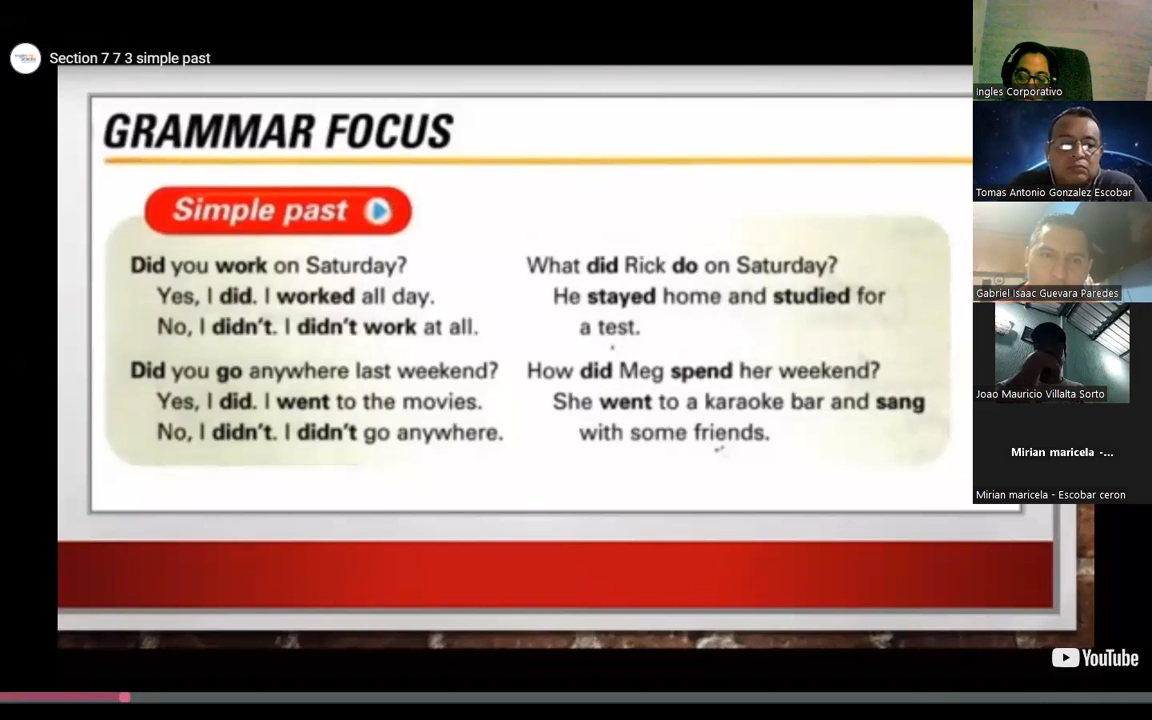 Section 7 7 3 simple past
GRAMMAR FOCUS
Simple past
Did you work on Saturday?
Yes, I did. I worked all day.
No, I didn't. I didn't work at all.
Did you go anywhere last weekend?
Yes, I did. I went to the movies.
No, I didn't. I didn't go anywhere.
What did Rick do on Saturday?
He stayed home and studied for
a test.
How did Meg spend her weekend?
She went to a karaoke bar and sang
with some friends.
Ingles Corporativo
Tomas Antonio Gonzalez Escobar
Gabriel Isaac Guevara Paredes
Joao Mauricio Villalta Sorto
Mirian maricela -...
Mirian maricela - Escobar ceron
YouTube